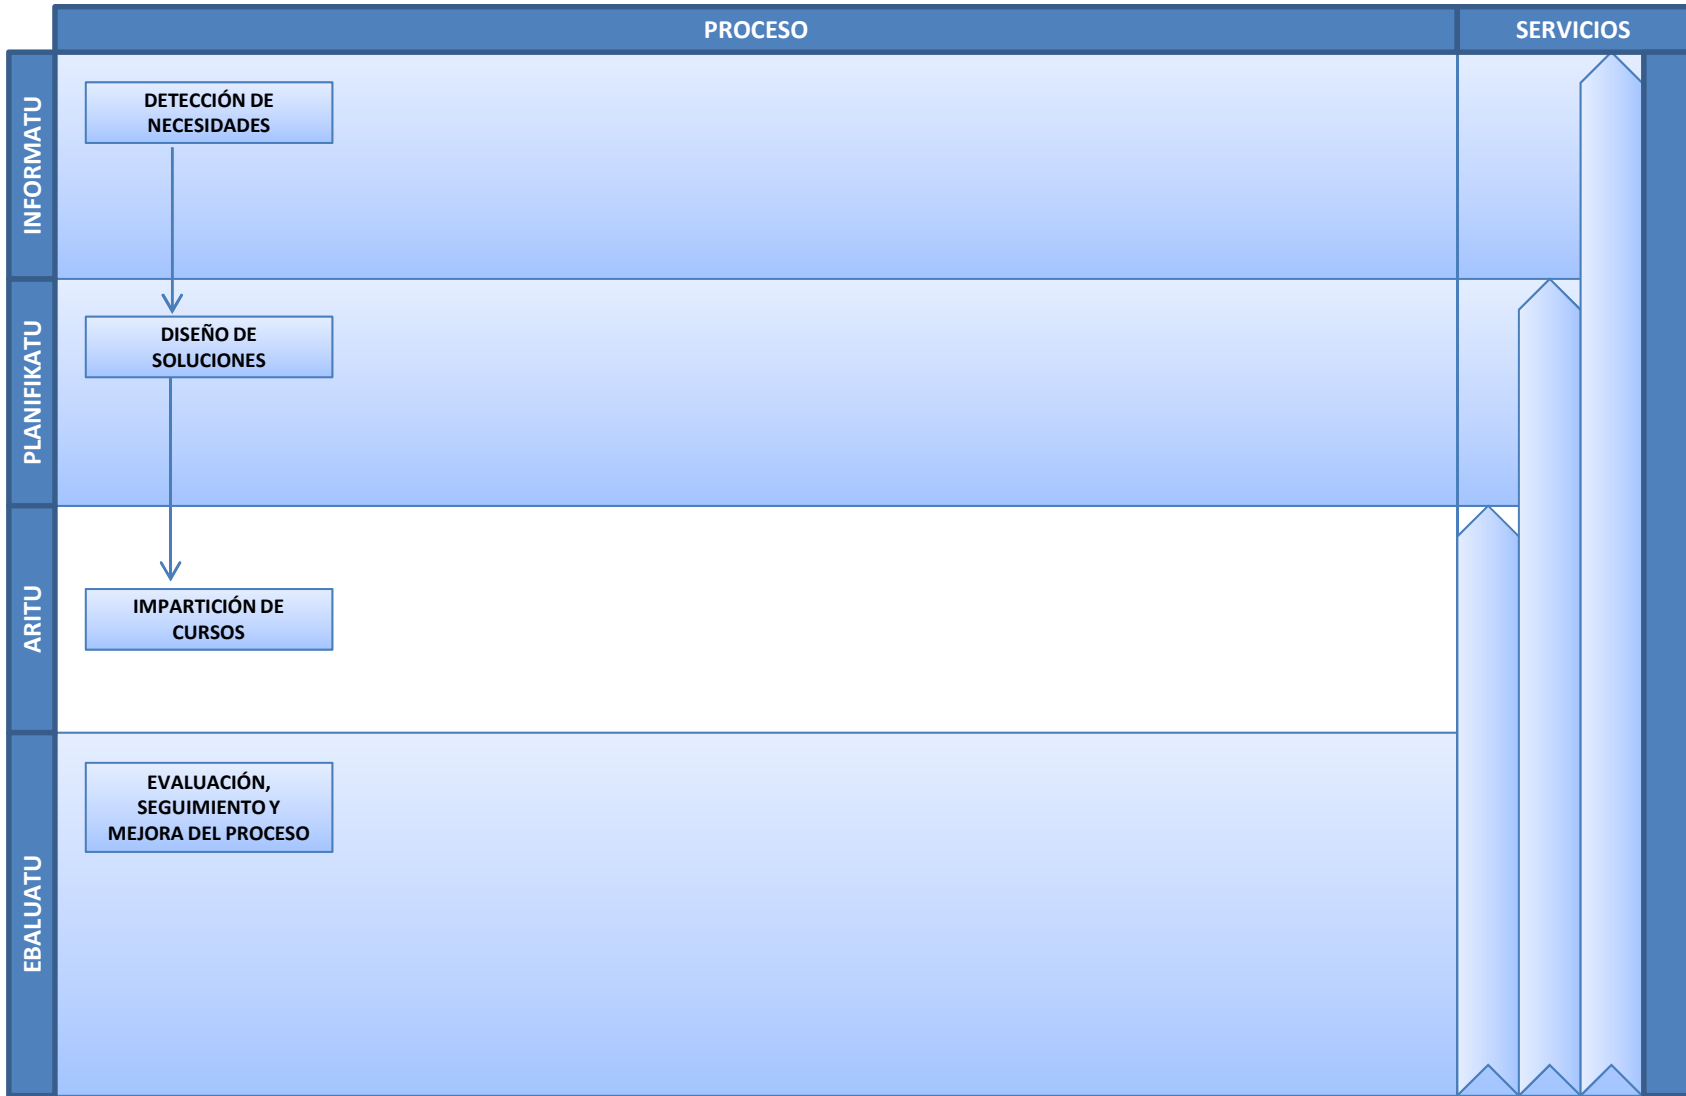 PROCESO
SERVICIOS
INFORMATU
DETECCIÓN DE
NECESIDADES
PLANIFIKATU
DISEÑO DE
SOLUCIONES
ARITU
IMPARTICIÓN DE
CURSOS
EBALUATU
EVALUACIÓN,
SEGUIMIENTO Y
MEJORA DEL PROCESO